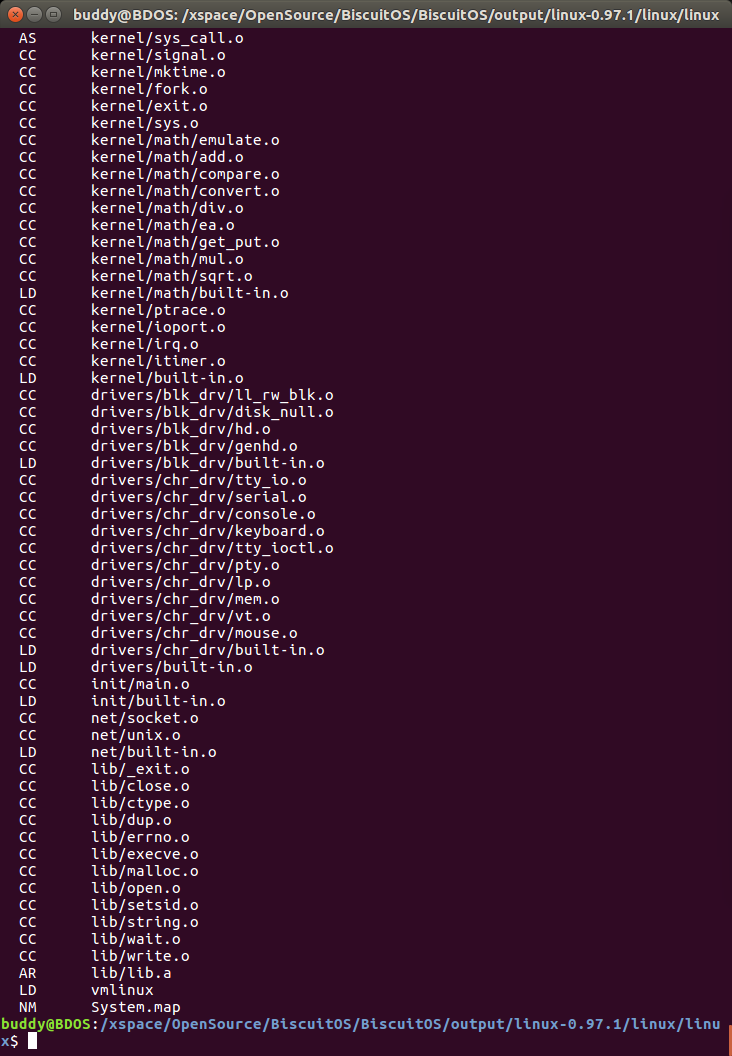 buddy@BDOS: /xspace/OpenSource/BiscuitOS/BiscuitOS/output/linux-0.97.1/linux/linux
AS      kernel/sys_call.o
CC      kernel/signal.o
CC      kernel/mktime.o
CC      kernel/fork.o
CC      kernel/exit.o
CC      kernel/sys.o
CC      kernel/math/emulate.o
CC      kernel/math/add.o
CC      kernel/math/compare.o
CC      kernel/math/convert.o
CC      kernel/math/div.o
CC      kernel/math/ea.o
CC      kernel/math/get_put.o
CC      kernel/math/mul.o
CC      kernel/math/sqrt.o
LD      kernel/math/built-in.o
CC      kernel/ptrace.o
CC      kernel/ioport.o
CC      kernel/irq.o
CC      kernel/itimer.o
LD      kernel/built-in.o
CC      drivers/blk_drv/ll_rw_blk.o
CC      drivers/blk_drv/disk_null.o
CC      drivers/blk_drv/hd.o
CC      drivers/blk_drv/genhd.o
LD      drivers/blk_drv/built-in.o
CC      drivers/chr_drv/tty_io.o
CC      drivers/chr_drv/serial.o
CC      drivers/chr_drv/console.o
CC      drivers/chr_drv/keyboard.o
CC      drivers/chr_drv/tty_ioctl.o
CC      drivers/chr_drv/pty.o
CC      drivers/chr_drv/lp.o
CC      drivers/chr_drv/mem.o
CC      drivers/chr_drv/vt.o
CC      drivers/chr_drv/mouse.o
LD      drivers/chr_drv/built-in.o
LD      drivers/built-in.o
CC      init/main.o
LD      init/built-in.o
CC      net/socket.o
CC      net/unix.o
LD      net/built-in.o
CC      lib/_exit.o
CC      lib/close.o
CC      lib/ctype.o
CC      lib/dup.o
CC      lib/errno.o
CC      lib/execve.o
CC      lib/malloc.o
CC      lib/open.o
CC      lib/setsid.o
CC      lib/string.o
CC      lib/wait.o
CC      lib/write.o
AR      lib/lib.a
LD      vmlinux
NM      System.map
buddy@BDOS:/xspace/OpenSource/BiscuitOS/BiscuitOS/output/linux-0.97.1/linux/linu
x$